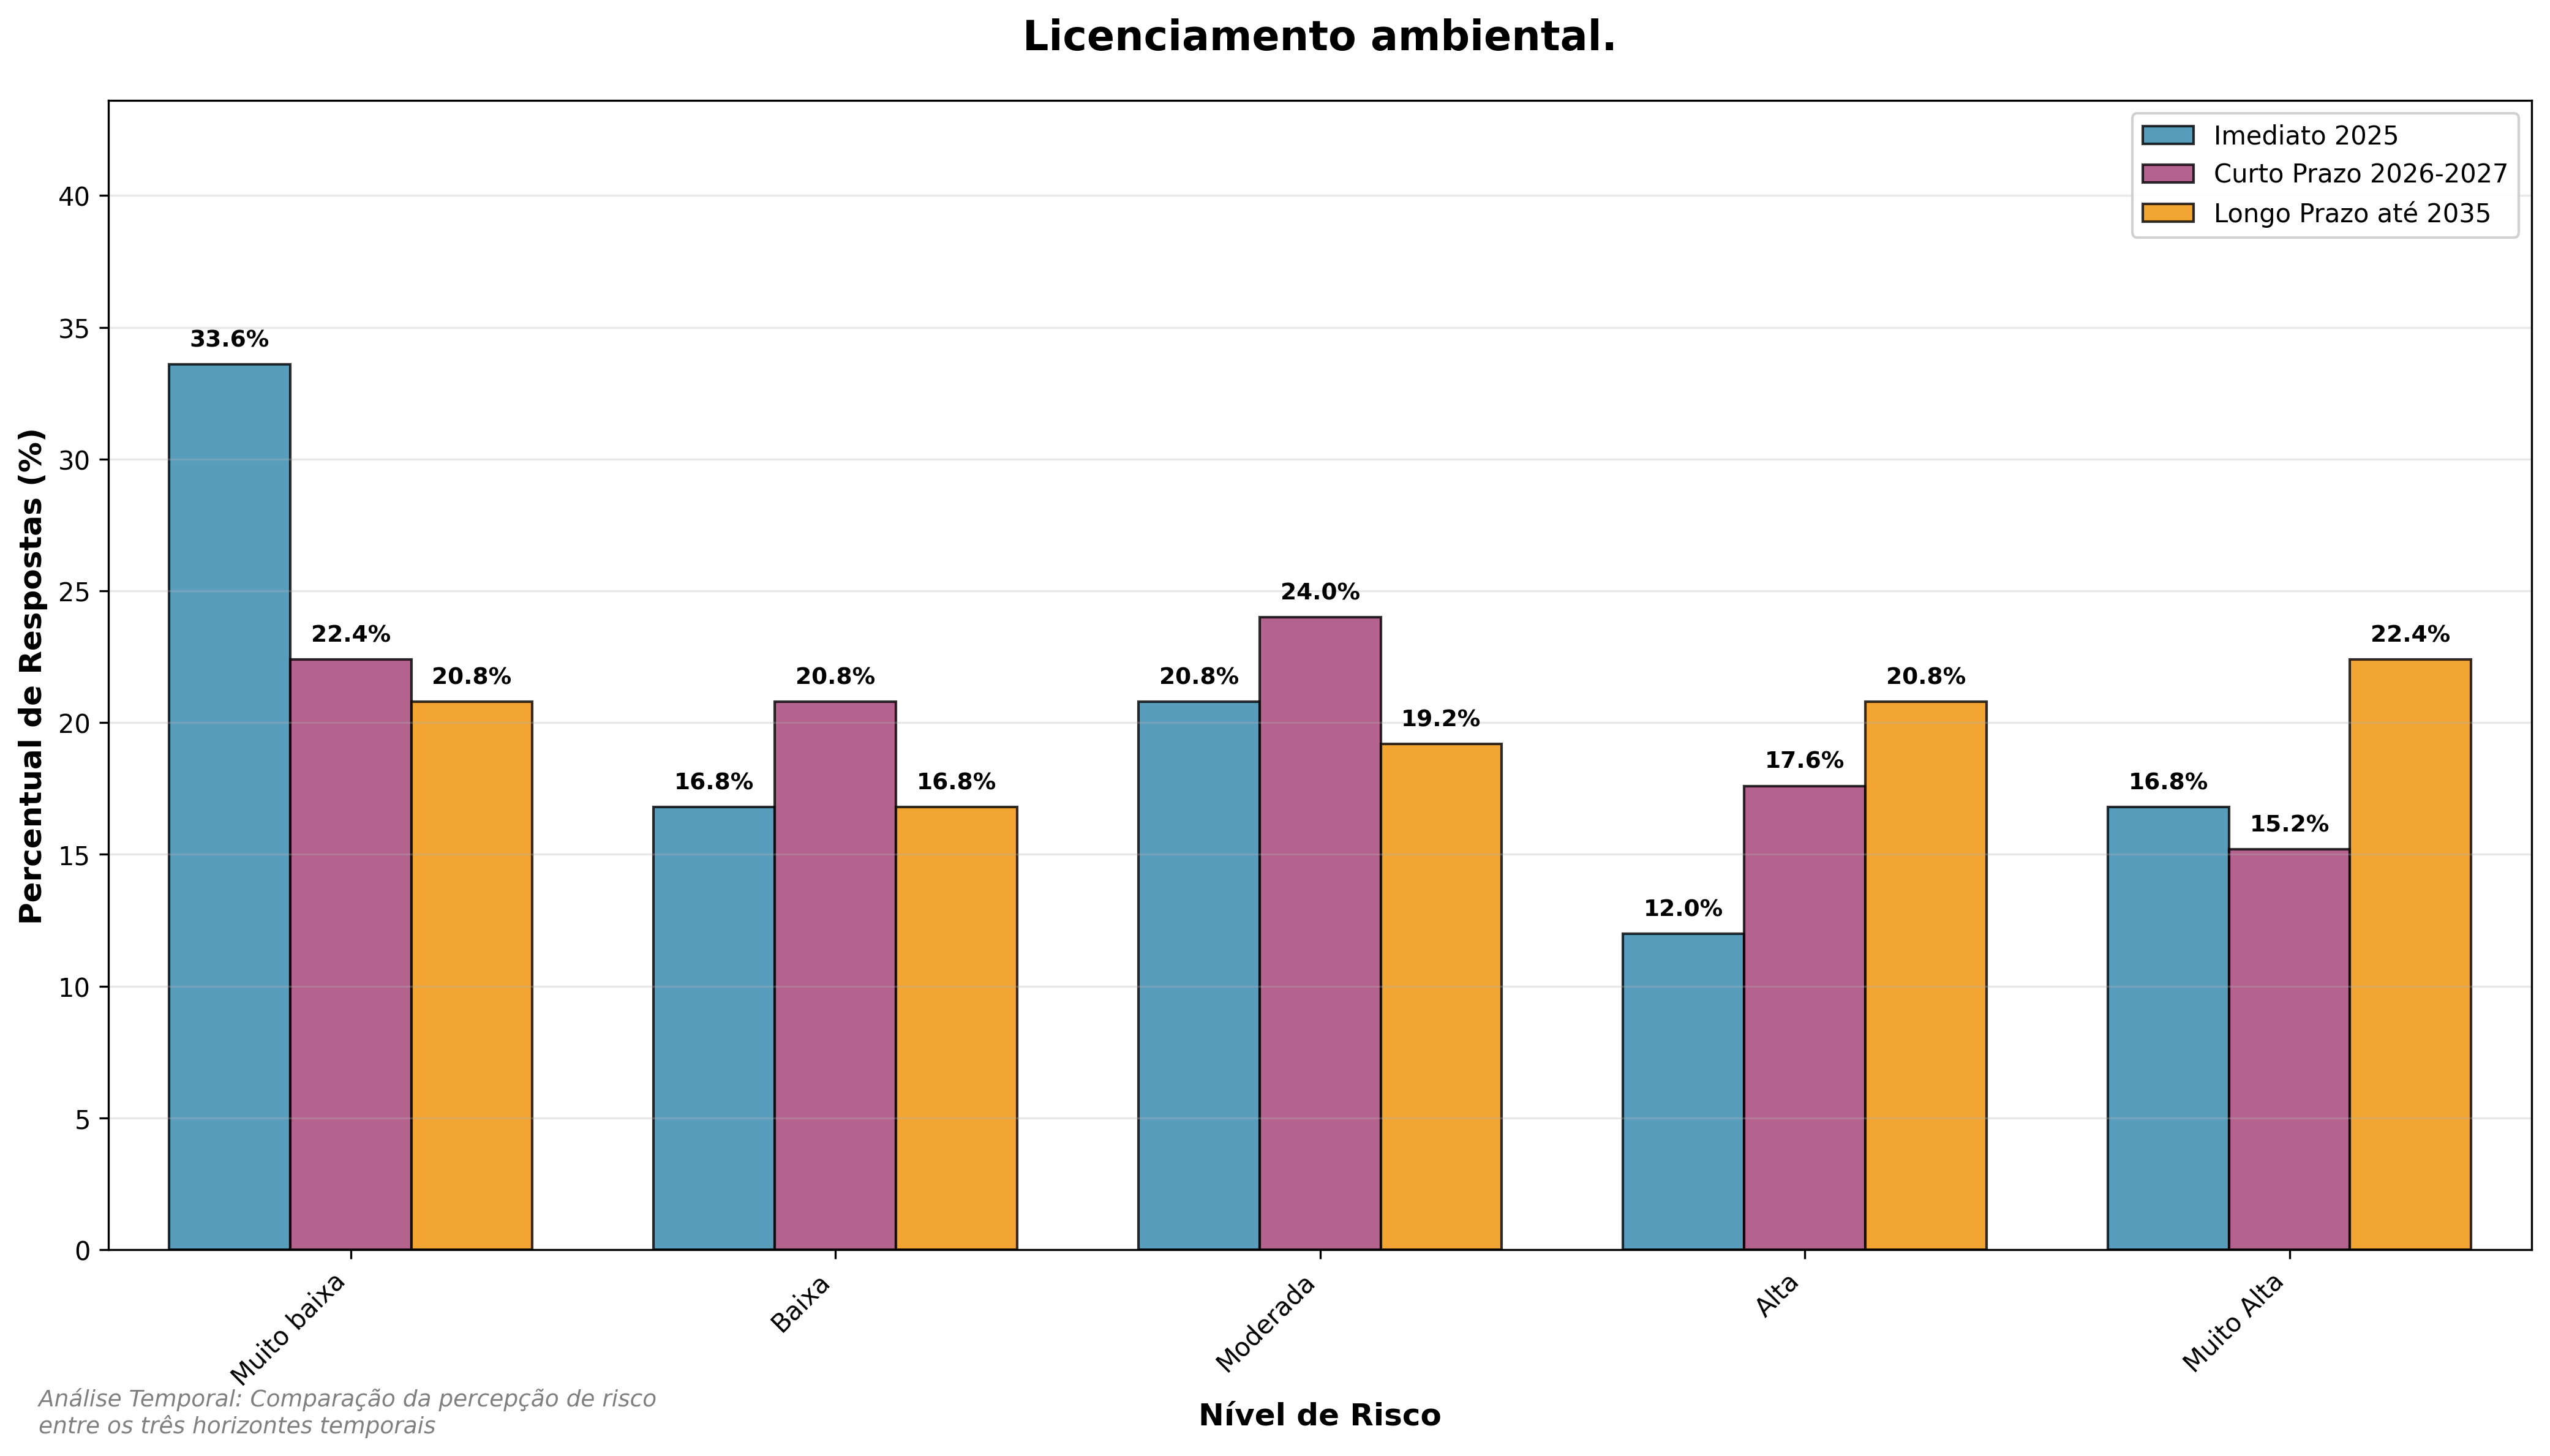 Licenciamento ambiental.
Imediato 2025
Curto Prazo 2026-2027
Longo Prazo até 2035
Percentual de Respostas (%)
40
35
30
25
20
15
10
5
0
33.6%
22.4%
20.8%
16.8%
20.8%
16.8%
20.8%
24.0%
19.2%
12.0%
17.6%
20.8%
16.8%
15.2%
22.4%
Muito baixa
Baixa
Moderada
Alta
Muito Alta
Nível de Risco
Análise Temporal: Comparação da percepção de risco
entre os três horizontes temporais